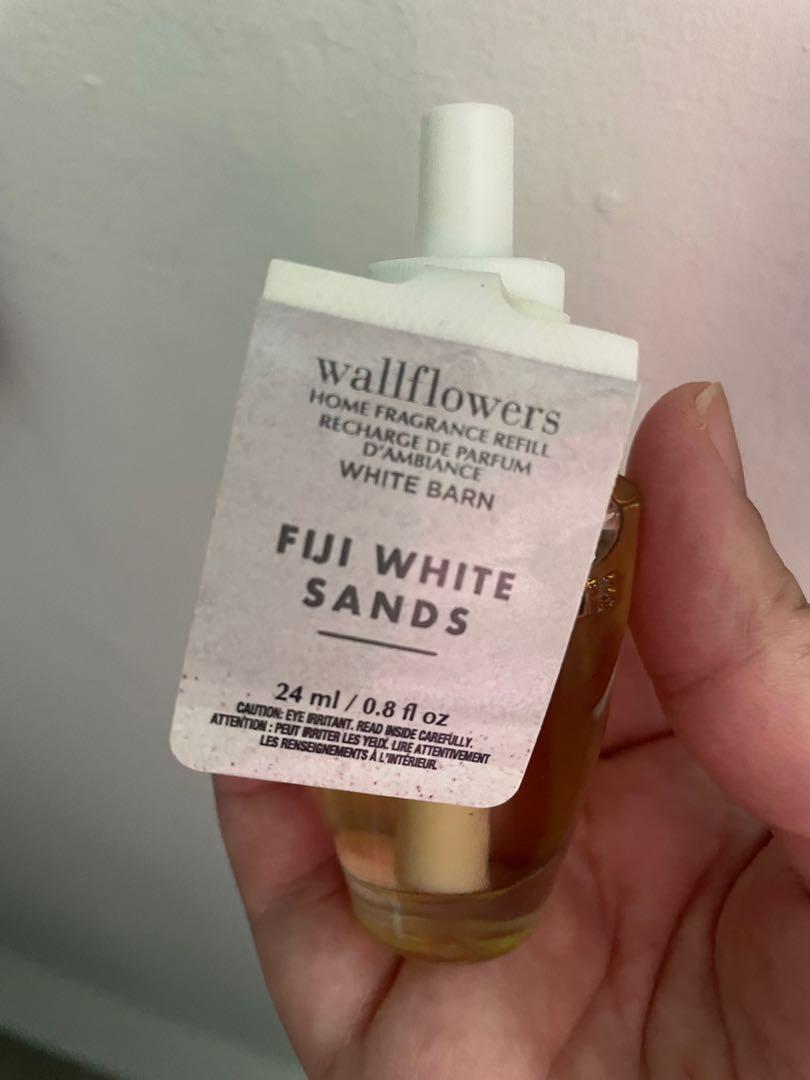 wallflowers
HOME FRAGRANCE REFILL
RECHARGE DE PARFUM
D'AMBIANCE
WHITE BARN
FIJI WHITE
SANDS
24 ml / 0.8 fl oz
CAUTION: EYE IRRITANT. READ INSIDE CAREFULLY.
ATTENTION : PEUT IRRITER LES YEUX. LIRE ATTENTIVEMENT
LES RENSEIGNEMENTS À L'INTÉRIEUR.